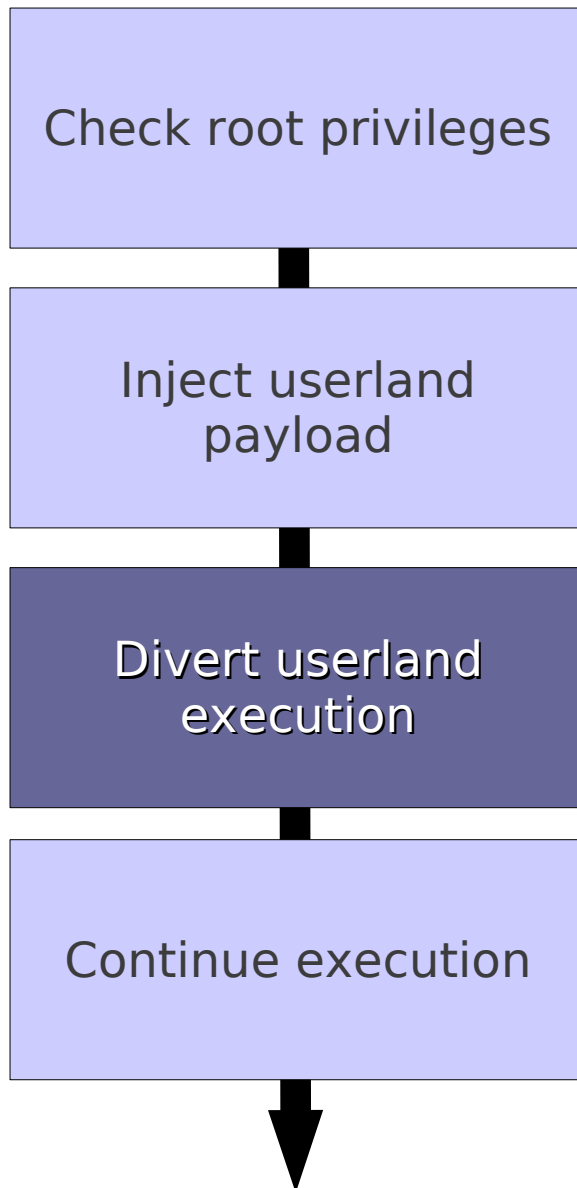 Check root privileges
Inject userland
payload
Divert userland
execution
Continue execution